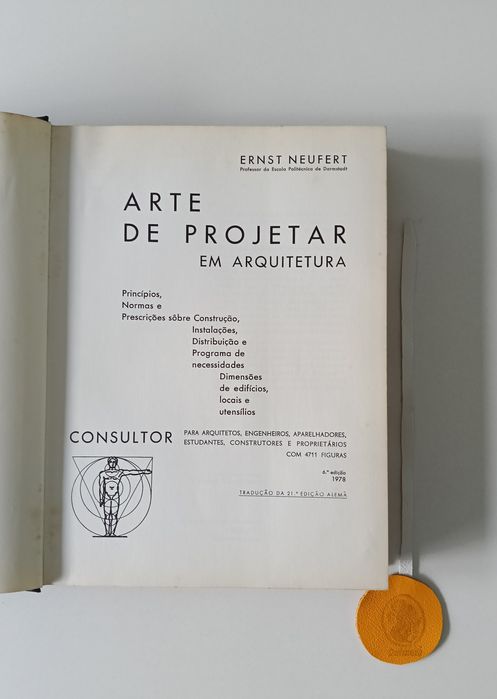 ERNST NEUFERT
Professor da Escola Politécnica de Darmstadt
ARTE
DE PROJETAR
EM ARQUITETURA
Princípios,
Normas e
Prescrições sôbre Construção,
Instalações,
Distribuição e
Programa de
necessidades
Dimensões
de edifícios,
locais e
utensílios
CONSULTOR
PARA ARQUITETOS, ENGENHEIROS, APARELHADORES,
ESTUDANTES, CONSTRUTORES E PROPRIETÁRIOS
COM 4711 FIGURAS
6.ª edição
1978
TRADUÇÃO DA 21.ª EDIÇÃO ALEMÃ